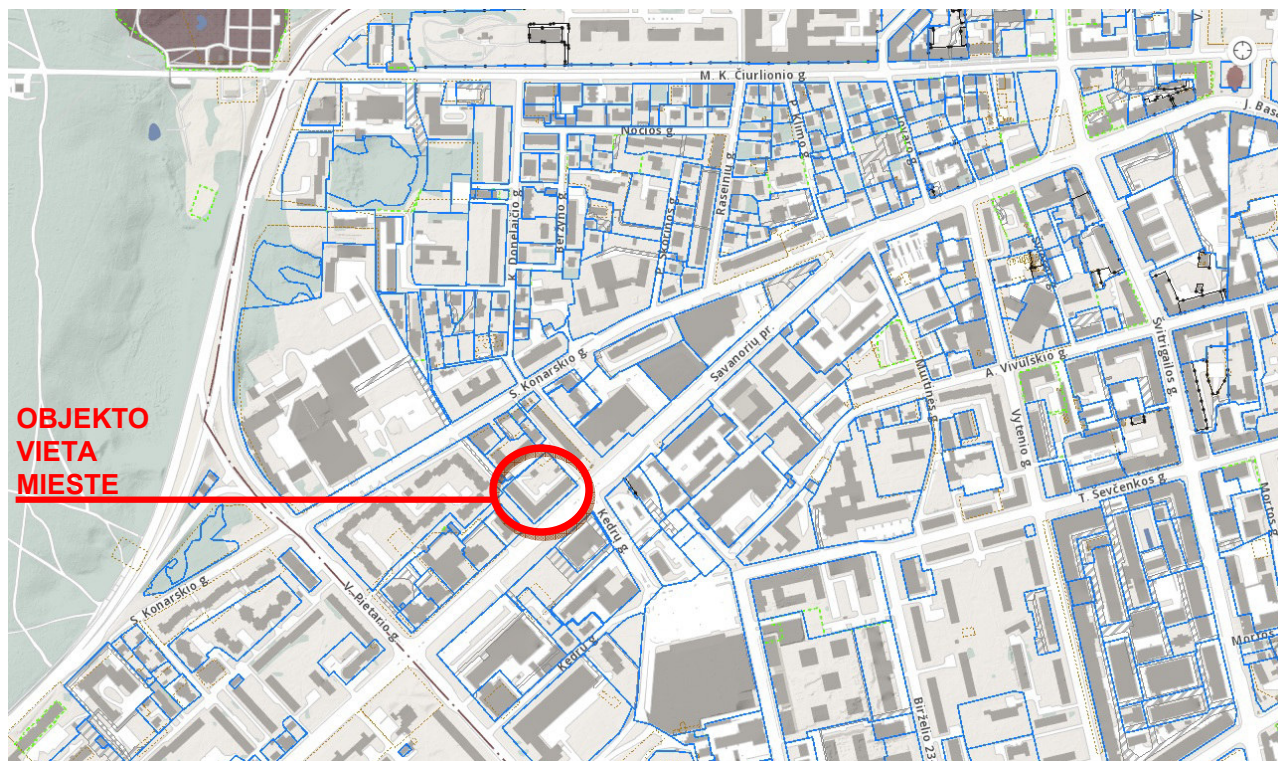 M. K. Čiurlionio g.
J. Bas
Nočios g.
P. Klimo g.
Jovaro g.
Raseinių g.
K. Donelaičio g.
Beržyno g.
P. Skorinos g.
Švitrigailos g.
Savanorių pr.
S. Konarskio g.
A. Vivulskio g.
Muitinės g.
Vytenio g.
OBJEKTO
VIETA
MIESTE
T. Ševčenkos g.
Mortos g.
Kedrų g.
S. Konarskio g.
V. Pietario g.
Kedrų g.
Mortos
Birželio 23-